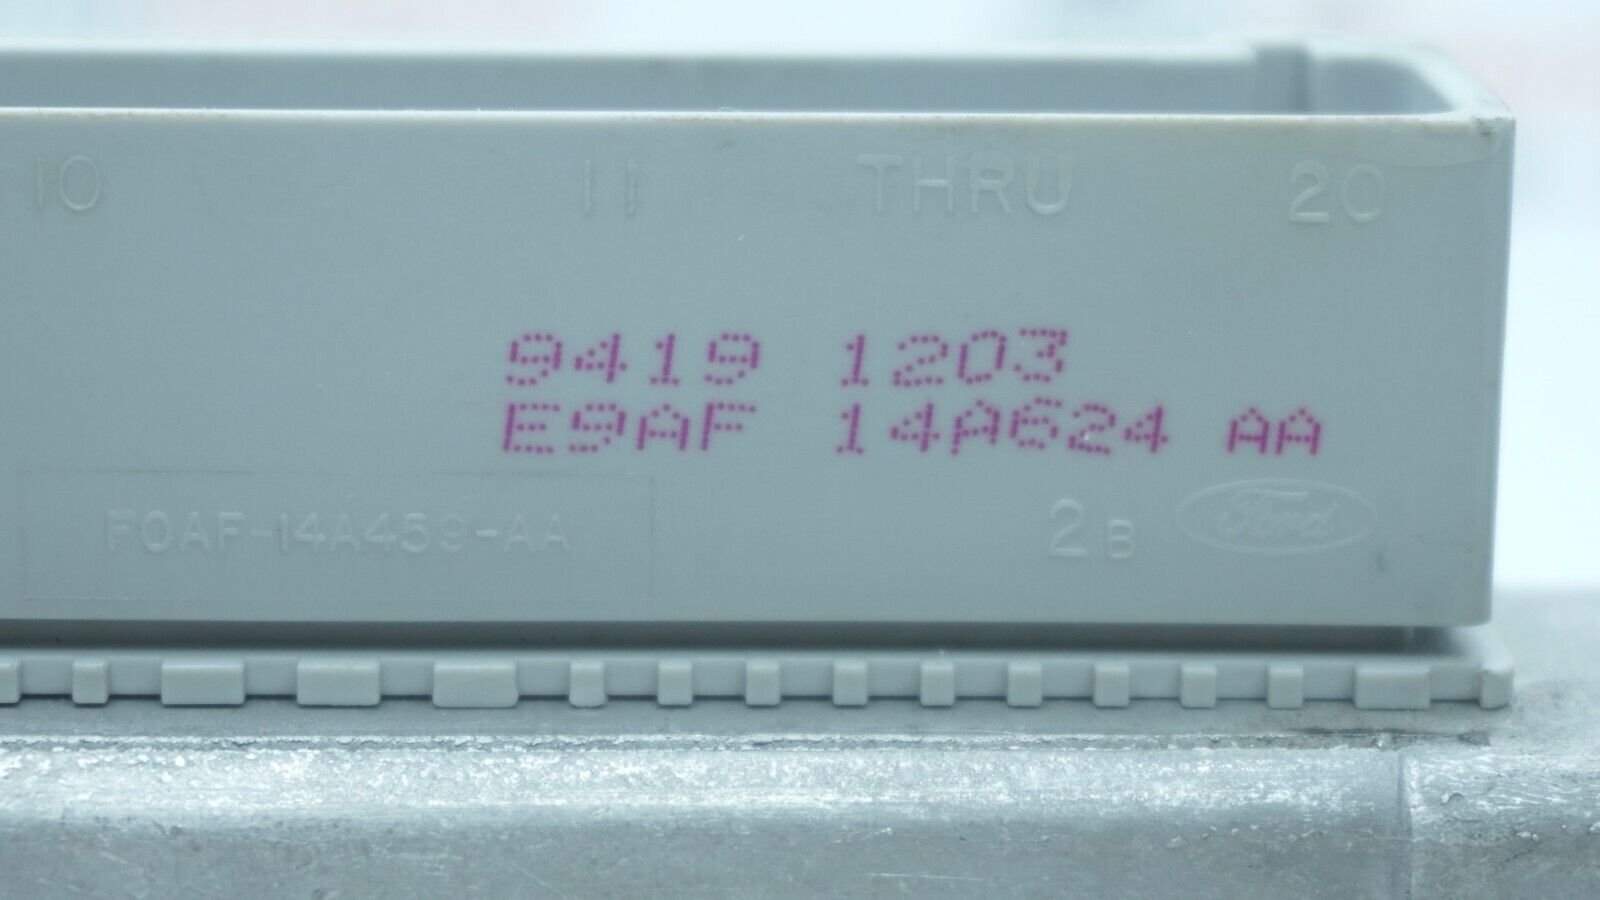 10 11 THRU 20
9419 1203
E9AF 14A624 AA
F0AF-14A459-AA
2B Ford